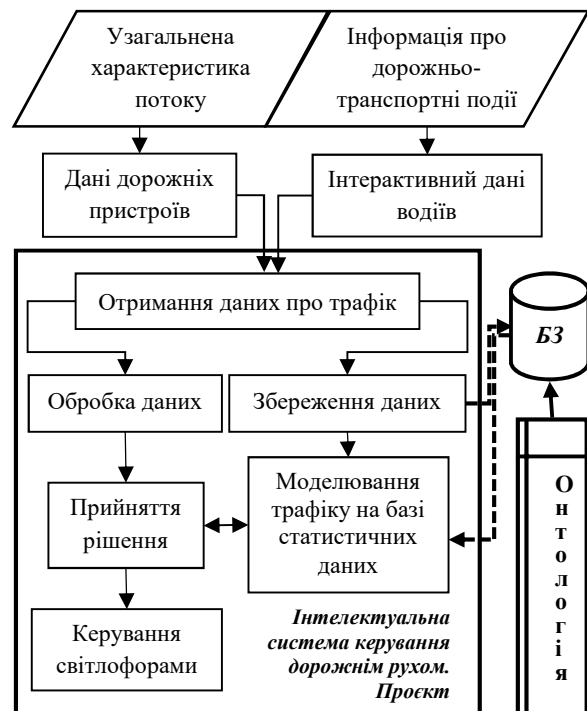 Узагальнена
характеристика
потоку
Інформація про
дорожньо-
транспортні події
Дані дорожніх
пристроїв
Інтерактивний дані
водіїв
Отримання даних про трафік
БЗ
Обробка даних
Збереження даних
Прийняття
рішення
Моделювання
трафіку на базі
статистичних
даних
Онтологія
Керування
світлофорами
Інтелектуальна
система керування
дорожнім рухом.
Проєкт